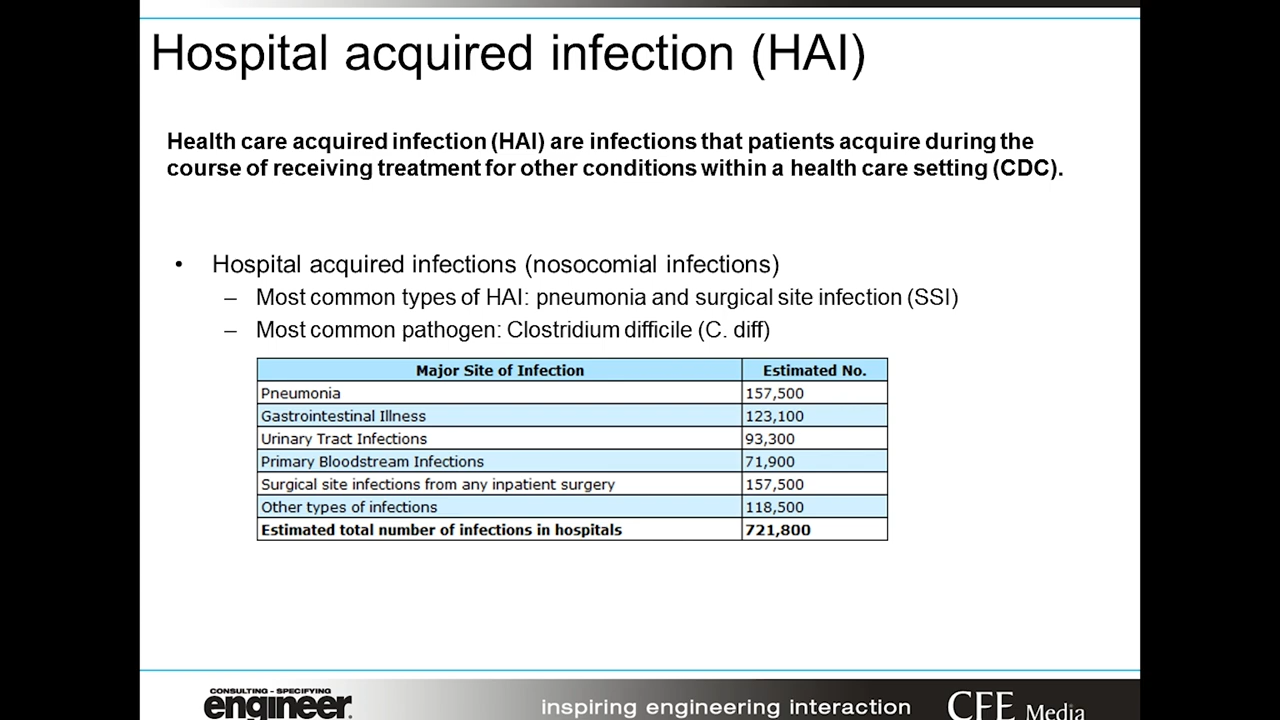 Hospital acquired infection (HAI)
Health care acquired infection (HAI) are infections that patients acquire during the
course of receiving treatment for other conditions within a health care setting (CDC).
• Hospital acquired infections (nosocomial infections)
– Most common types of HAI: pneumonia and surgical site infection (SSI)
– Most common pathogen: Clostridium difficile (C. diff)
Major Site of Infection Estimated No.
Pneumonia 157,500
Gastrointestinal Illness 123,100
Urinary Tract Infections 93,300
Primary Bloodstream Infections 71,900
Surgical site infections from any inpatient surgery 157,500
Other types of infections 118,500
Estimated total number of infections in hospitals 721,800
CONSULTING - SPECIFYING
engineer®
inspiring engineering interaction
CFE Media